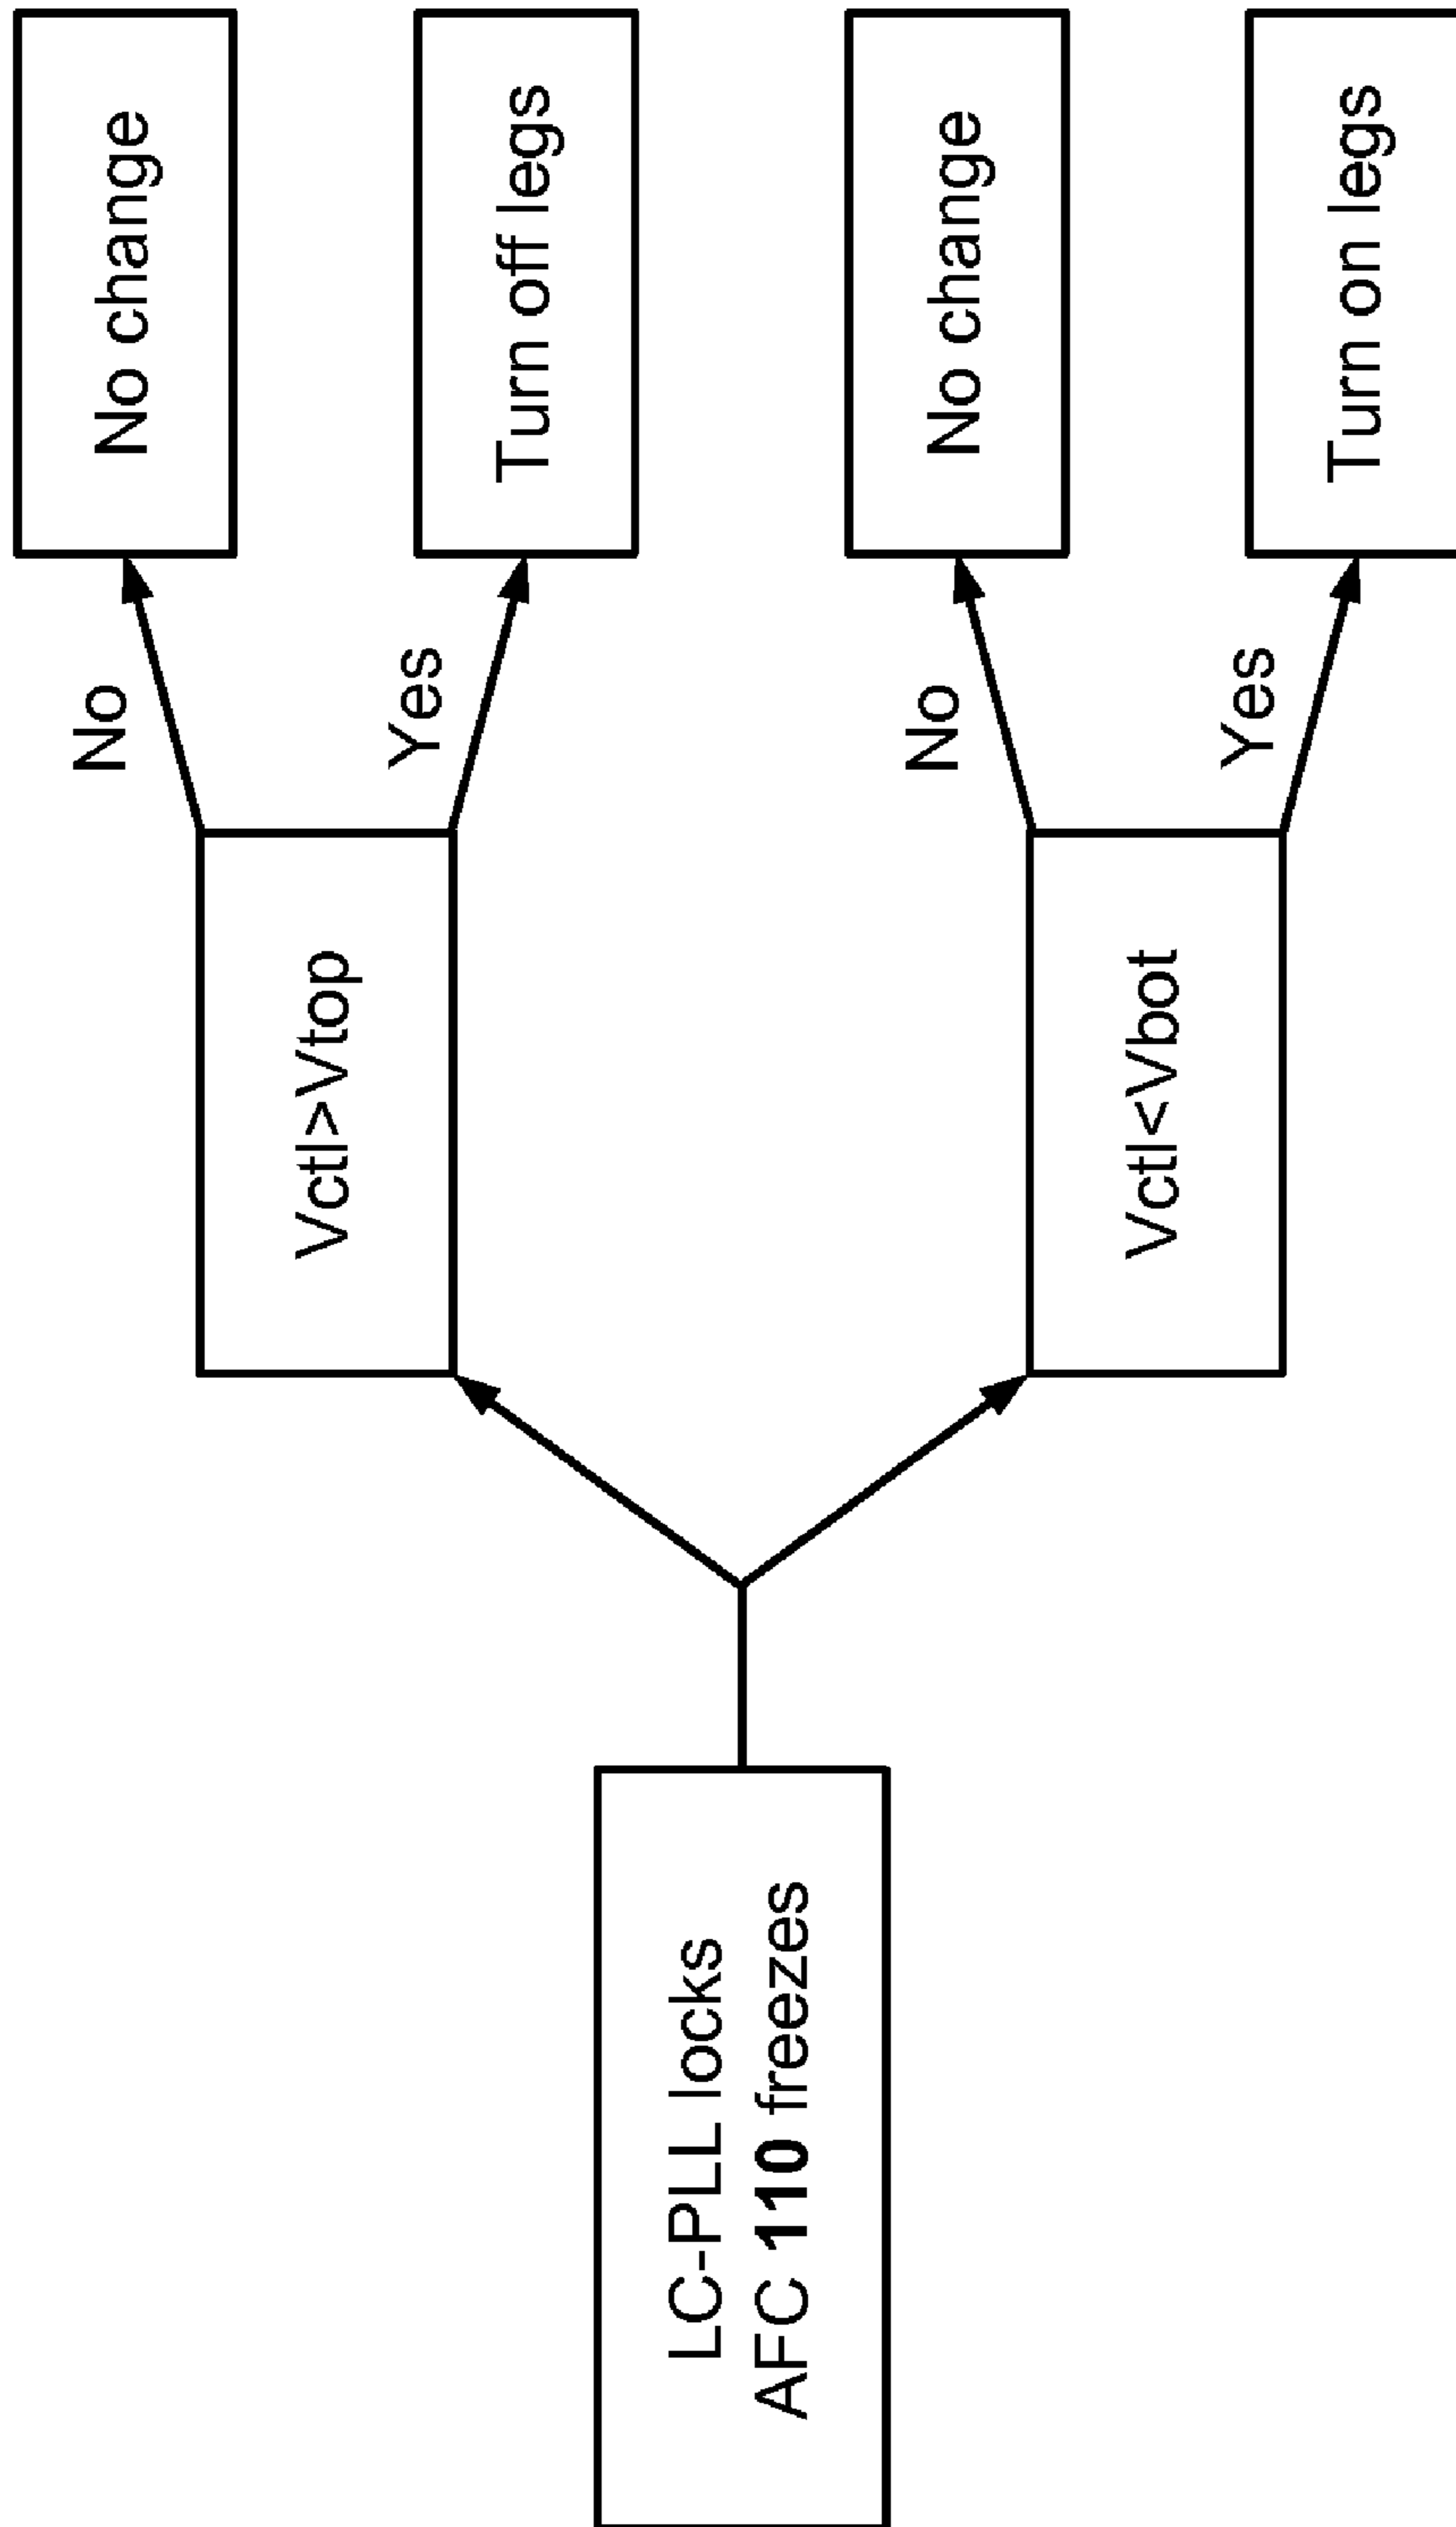 LC-PLL locks
AFC 110 freezes
Vctl>Vtop
No
No change
Yes
Turn off legs
Vctl<Vbot
No
No change
Yes
Turn on legs